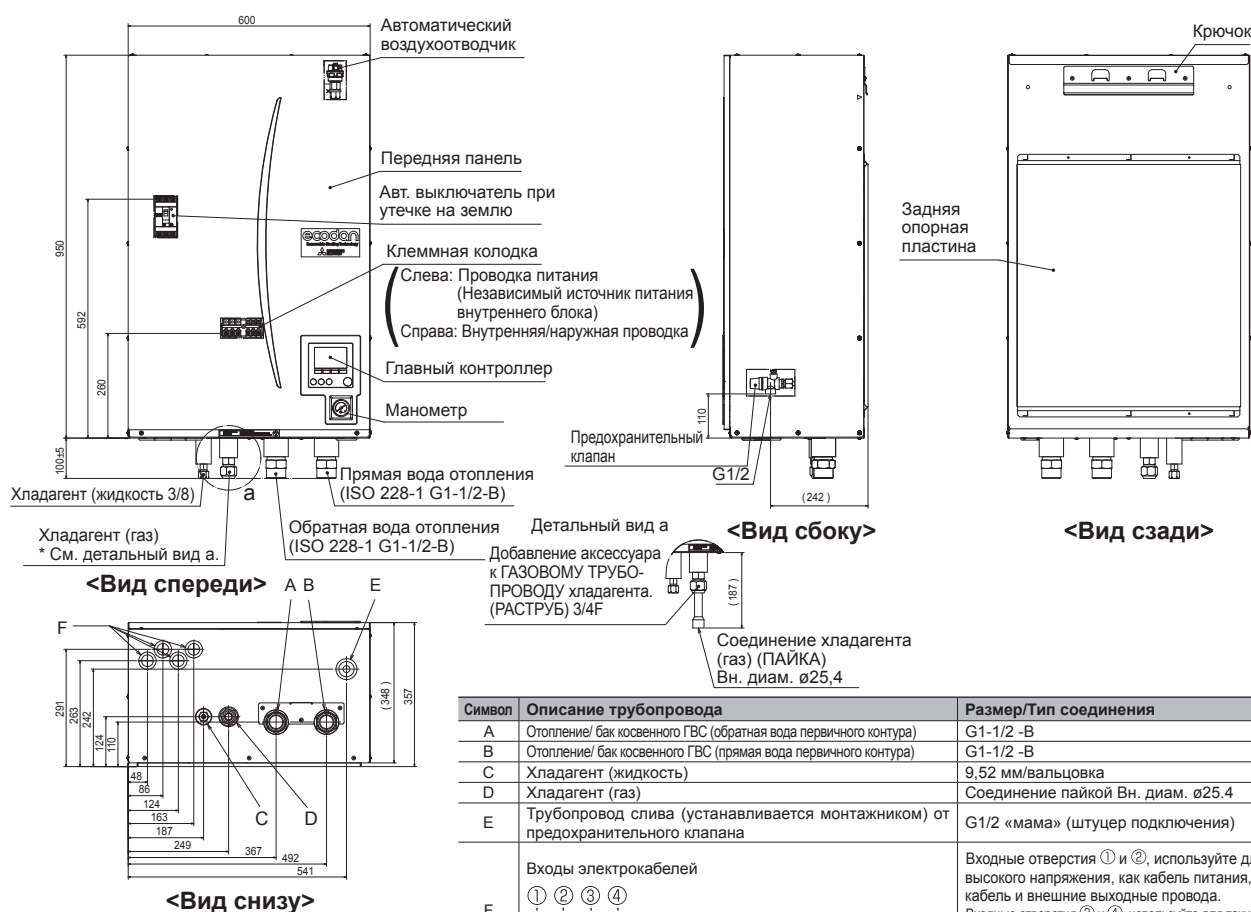 600
Автоматический
воздухоотводчик
Крючок
Передняя панель
Авт. выключатель при
утечке на землю
ecodan
Клеммная колодка
Слева: Проводка питания
(Независимый источник питания
внутреннего блока)
Справа: Внутренняя/наружная проводка
Главный контроллер
Манометр
950
592
260
100±5
Хладагент (жидкость 3/8)
a
Прямая вода отопления
(ISO 228-1 G1-1/2-B)
Хладагент (газ)
* См. детальный вид a.
Обратная вода отопления
(ISO 228-1 G1-1/2-B)
<Вид спереди>
Предохранительный
клапан
G1/2
110
(242)
<Вид сбоку>
Задняя
опорная
пластина
<Вид сзади>
Детальный вид a
Добавление аксессуара
к ГАЗОВОМУ ТРУБО-
ПРОВОДУ хладагента.
(РАСТРУБ) 3/4F
(187)
Соединение хладагента
(газ) (ПАЙКА)
Вн. диам. ø25,4
A B E
F
291
263
242
124
110
(348)
357
48
86
124
163
187
249
367
492
541
C D
<Вид снизу>
Символ Описание трубопровода Размер/Тип соединения
A Отопление/ бак косвенного ГВС (обратная вода первичного контура) G1-1/2 -B
B Отопление/ бак косвенного ГВС (прямая вода первичного контура) G1-1/2 -B
C Хладагент (жидкость) 9,52 мм/вальцовка
D Хладагент (газ) Соединение пайкой Вн. диам. ø25.4
E Трубопровод слива (устанавливается монтажником) от
предохранительного клапана G1/2 «мама» (штуцер подключения)
F Входы электрокабелей
① ② ③ ④
Входные отверстия ① и ②, используйте
высокого напряжения, как кабель питания,
кабель и внешние выходные провода.